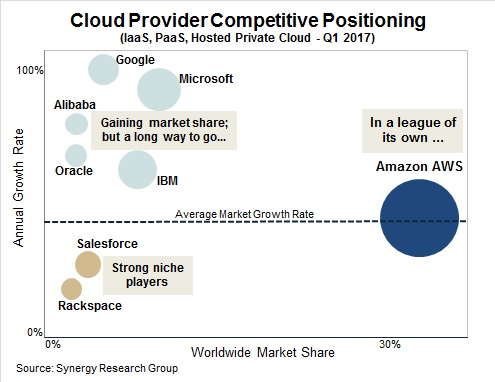 Cloud Provider Competitive Positioning
(IaaS, PaaS, Hosted Private Cloud - Q1 2017)
100%
Google
Microsoft
Alibaba
Gaining market share;
but a long way to go...
In a league of
its own ...
Oracle
IBM
Amazon AWS
Annual Growth Rate
Average Market Growth Rate
Salesforce
Strong niche
players
Rackspace
0%
0%
30%
Worldwide Market Share
Source: Synergy Research Group